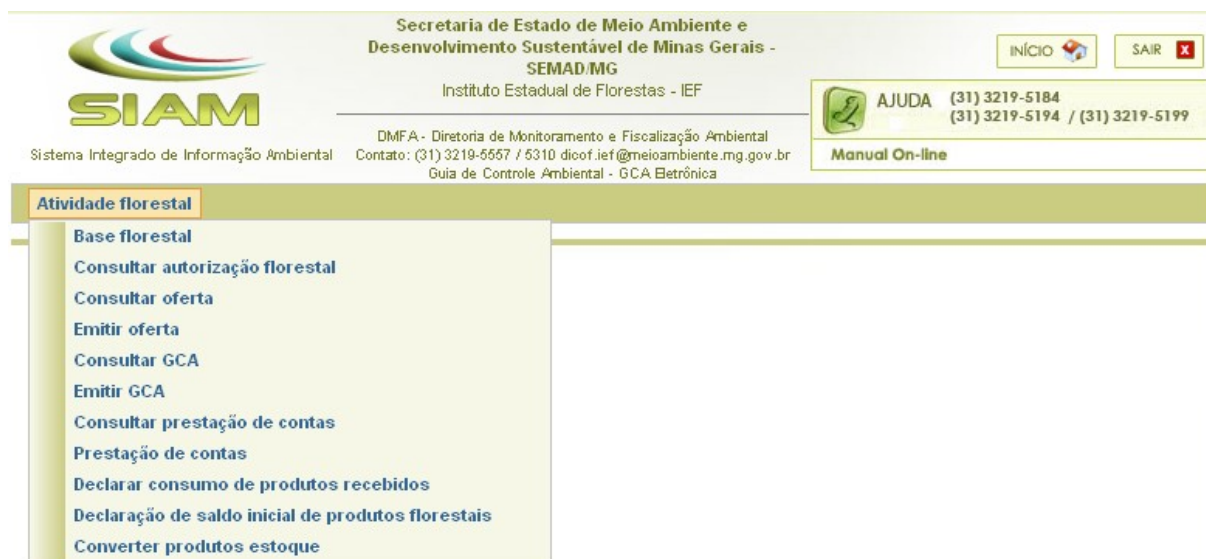 Secretaria de Estado de Meio Ambiente e
Desenvolvimento Sustentável de Minas Gerais -
SEMAD/MG
Instituto Estadual de Florestas - IEF
DMFA - Diretoria de Monitoramento e Fiscalização Ambiental
Contato: (31) 3219-5557 / 5310 dicof.ief@meioambiente.mg.gov.br
Guia de Controle Ambiental - GCA Eletrônica
SIAM
Sistema Integrado de Informação Ambiental
INÍCIO
SAIR X
AJUDA (31) 3219-5184
(31) 3219-5194 / (31) 3219-5199
Manual On-line
Atividade florestal
Base florestal
Consultar autorização florestal
Consultar oferta
Emitir oferta
Consultar GCA
Emitir GCA
Consultar prestação de contas
Prestação de contas
Declarar consumo de produtos recebidos
Declaração de saldo inicial de produtos florestais
Converter produtos estoque